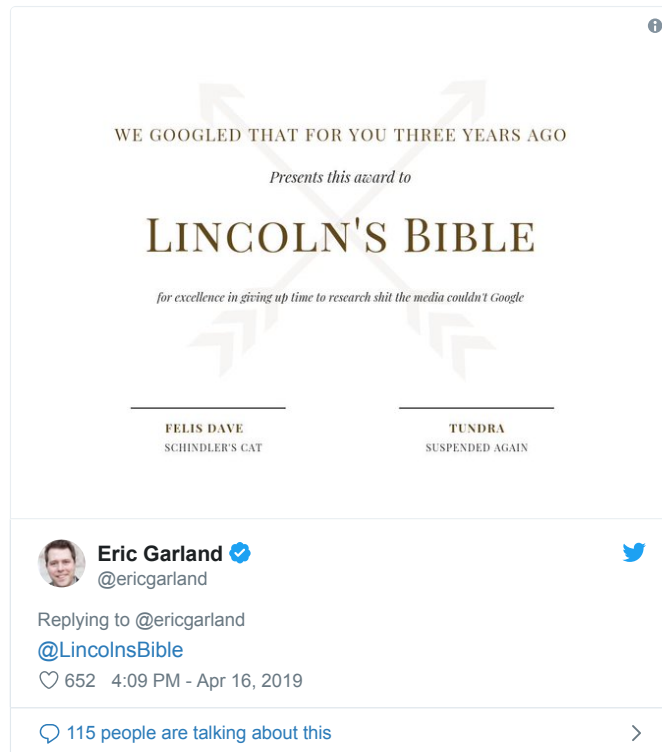 WE GOOGLED THAT FOR YOU THREE YEARS AGO
Presents this award to
LINCOLN'S BIBLE
for excellence in giving up time to research shit the media couldn't Google
FELIS DAVE
SCHINDLER'S CAT
TUNDRA
SUSPENDED AGAIN
Eric Garland
@ericgarland
Replying to @ericgarland
@LincolnsBible
652 4:09 PM - Apr 16, 2019
115 people are talking about this